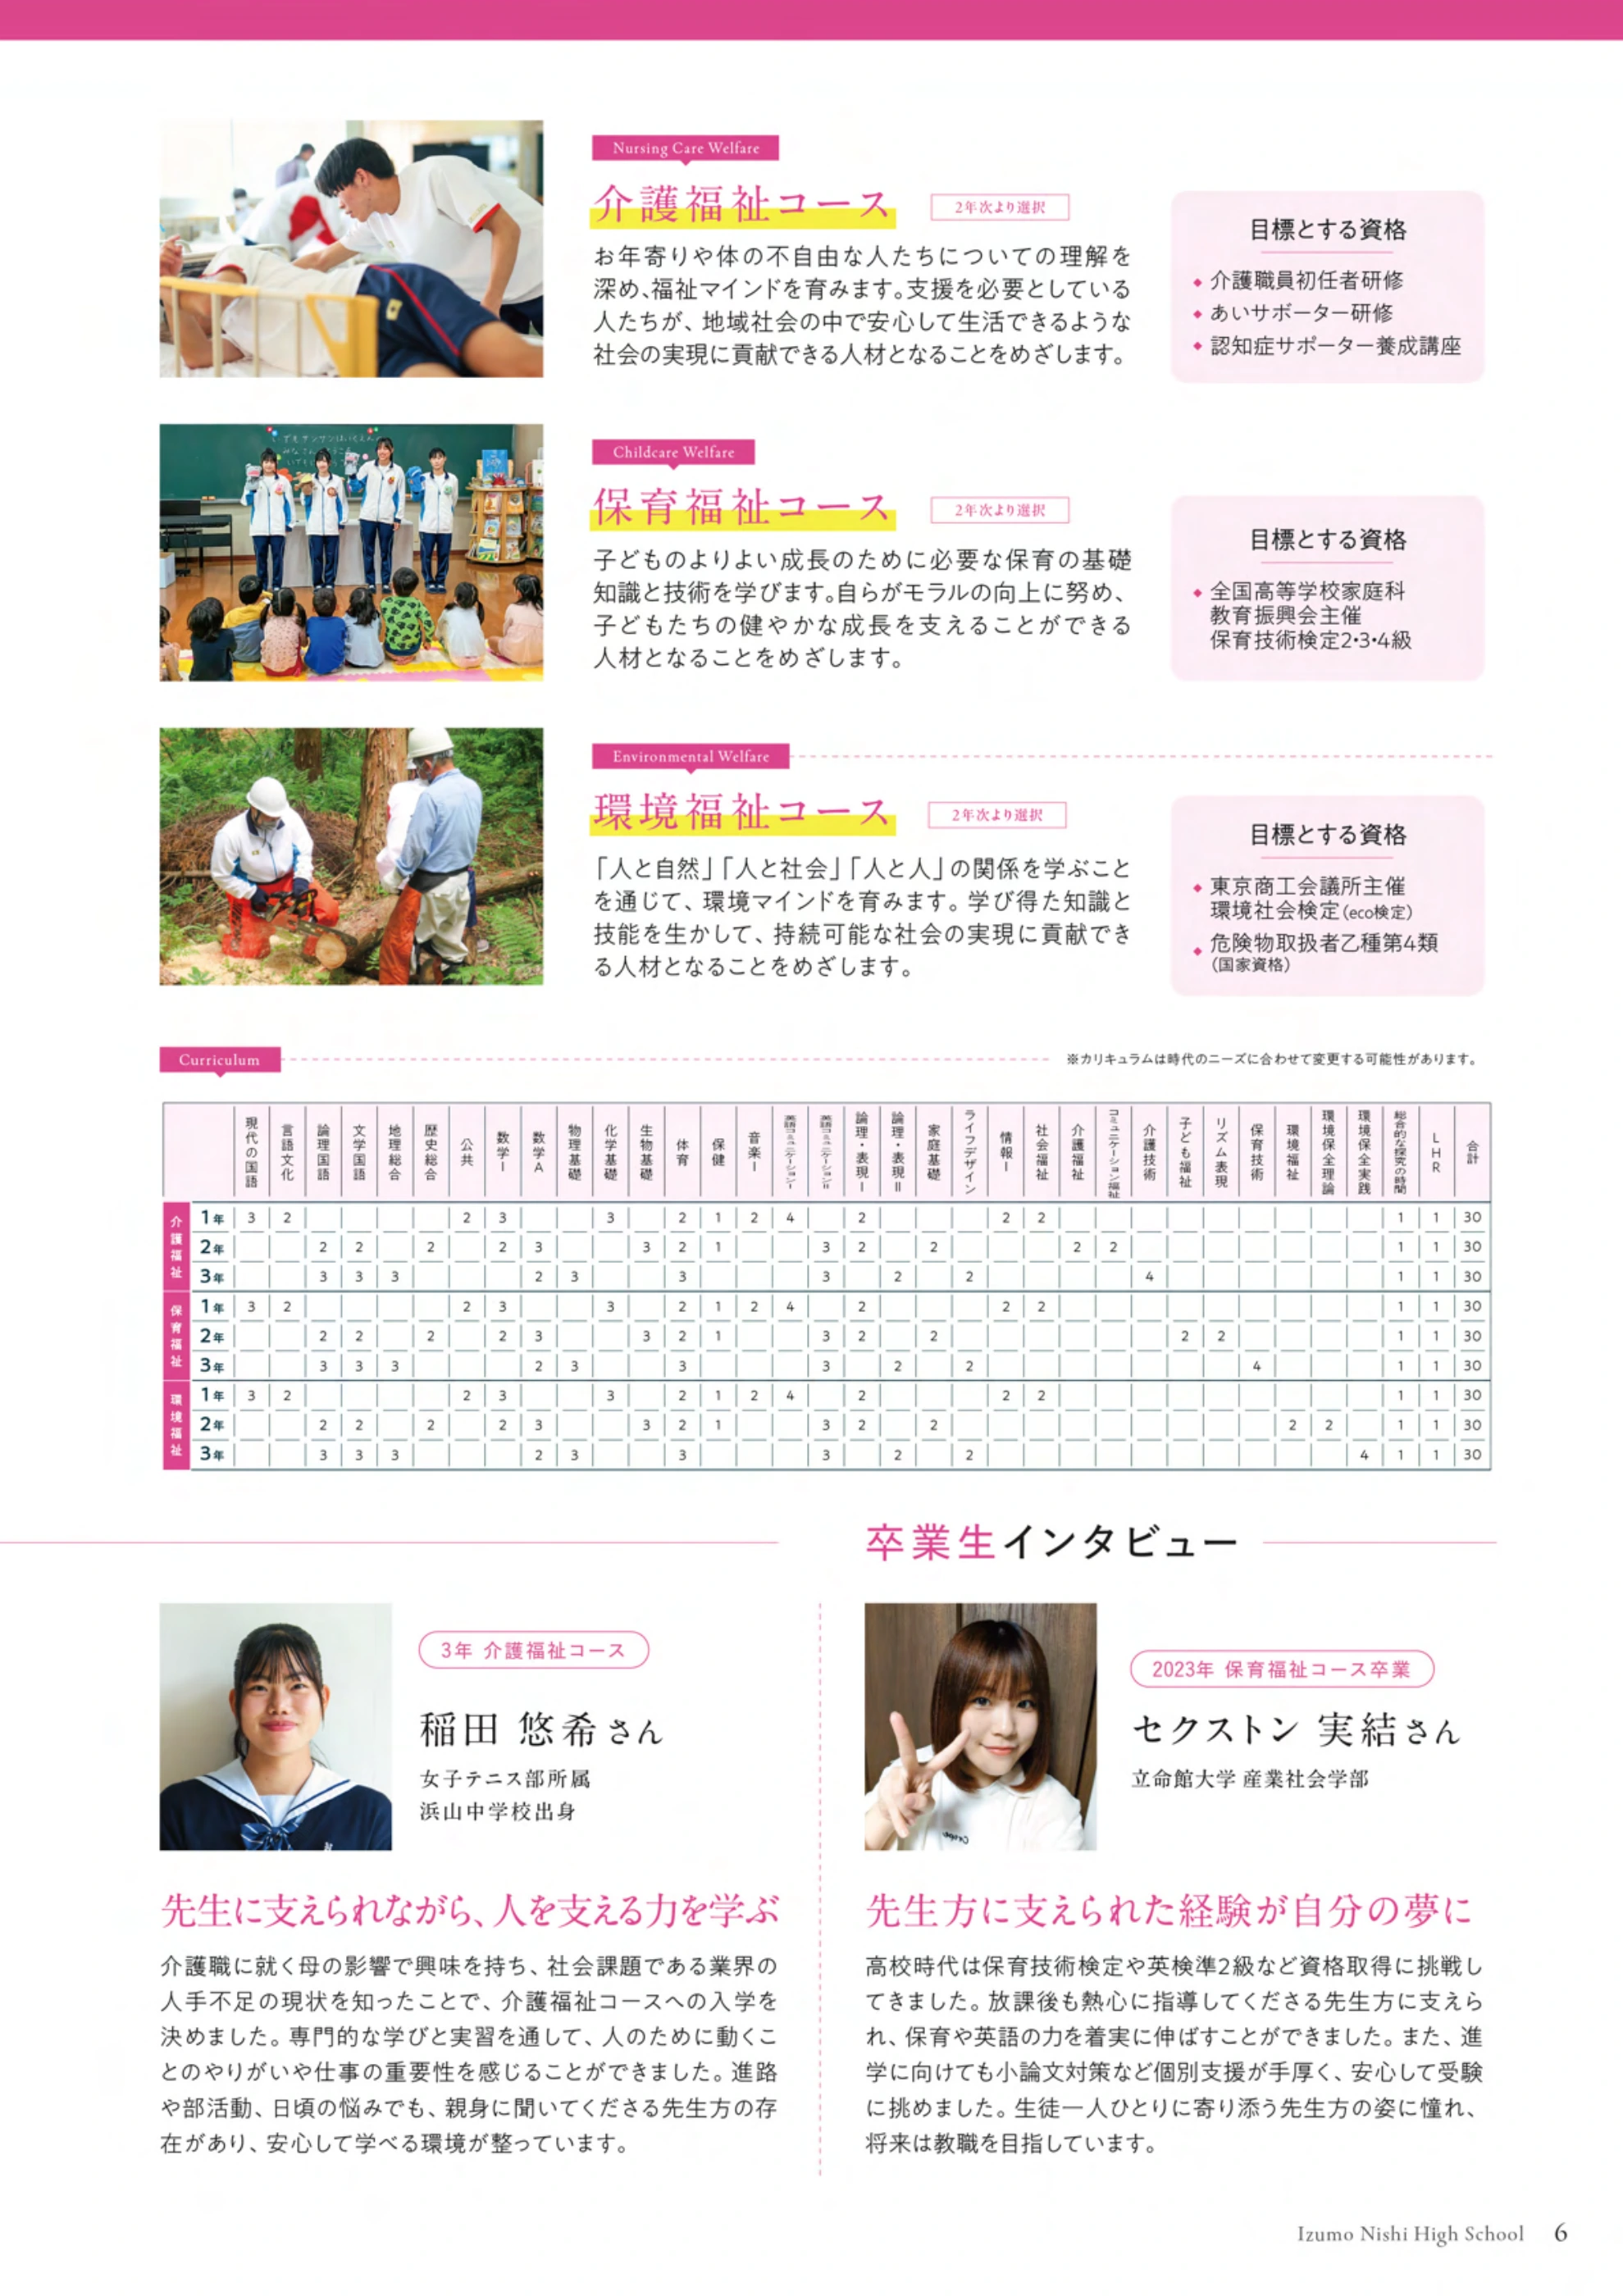 Nursing Care Welfare
介護福祉コース
2年次より選択
お年寄りや体の不自由な人たちについての理解を
深め、福祉マインドを育みます。支援を必要としている
人たちが、地域社会の中で安心して生活できるような
社会の実現に貢献できる人材となることをめざします。
目標とする資格
◆ 介護職員初任者研修
◆ あいサポーター研修
◆ 認知症サポーター養成講座
Childcare Welfare
保育福祉コース
2年次より選択
子どものよりよい成長のために必要な保育の基礎
知識と技術を学びます。自らがモラルの向上に努め、
子どもたちの健やかな成長を支えることができる
人材となることをめざします。
目標とする資格
◆ 全国高等学校家庭科
教育振興会主催
保育技術検定2・3・4級
Environmental Welfare
環境福祉コース
2年次より選択
「人と自然」「人と社会」「人と人」の関係を学ぶこと
を通じて、環境マインドを育みます。学び得た知識と
技能を生かして、持続可能な社会の実現に貢献でき
る人材となることをめざします。
目標とする資格
◆ 東京商工会議所主催
環境社会検定(eco検定)
◆ 危険物取扱者乙種第4類
(国家資格)
Curriculum
※カリキュラムは時代のニーズに合わせて変更する可能性があります。
現代の国語 言語文化 論理国語 文学国語 地理総合 歴史総合 公共 数学Ⅰ 数学A 物理基礎 化学基礎 生物基礎 体育 保健 音楽Ⅰ 英語コミュニケーションⅠ 英語コミュニケーションⅡ 論理・表現Ⅰ 論理・表現Ⅱ 家庭基礎 ライフデザイン 情報Ⅰ 社会福祉 介護福祉 コミュニケーション福祉 介護技術 子ども福祉 リズム表現 保育技術 環境福祉 環境保全理論 環境保全実践 総合的な探究の時間 LHR 合計
介護福祉
1年 3 2 2 3 3 2 1 2 4 2 2 2 1 1 30
2年 2 2 2 2 3 3 2 1 3 2 2 2 2 1 1 30
3年 3 3 3 2 3 3 3 2 2 4 1 1 30
保育福祉
1年 3 2 2 3 3 2 1 2 4 2 2 2 1 1 30
2年 2 2 2 2 3 3 2 1 3 2 2 2 2 1 1 30
3年 3 3 3 2 3 3 3 2 2 4 1 1 30
環境福祉
1年 3 2 2 3 3 2 1 2 4 2 2 2 1 1 30
2年 2 2 2 2 3 3 2 1 3 2 2 2 2 1 1 30
3年 3 3 3 2 3 3 3 2 2 4 1 1 30
卒業生インタビュー
3年 介護福祉コース
稲田 悠希さん
女子テニス部所属
浜山中学校出身
先生に支えられながら、人を支える力を学ぶ
介護職に就く母の影響で興味を持ち、社会課題である業界の
人手不足の現状を知ったことで、介護福祉コースへの入学を
決めました。専門的な学びと実習を通して、人のために動くこ
とのやりがいや仕事の重要性を感じることができました。進路
や部活動、日頃の悩みでも、親身に聞いてくださる先生方の存
在があり、安心して学べる環境が整っています。
2023年 保育福祉コース卒業
セクストン 実結さん
立命館大学 産業社会学部
先生方に支えられた経験が自分の夢に
高校時代は保育技術検定や英検準2級など資格取得に挑戦し
てきました。放課後も熱心に指導してくださる先生方に支えら
れ、保育や英語の力を着実に伸ばすことができました。また、進
学に向けても小論文対策など個別支援が手厚く、安心して受験
に挑めました。生徒一人ひとりに寄り添う先生方の姿に憧れ、
将来は教職を目指しています。
Izumo Nishi High School 6